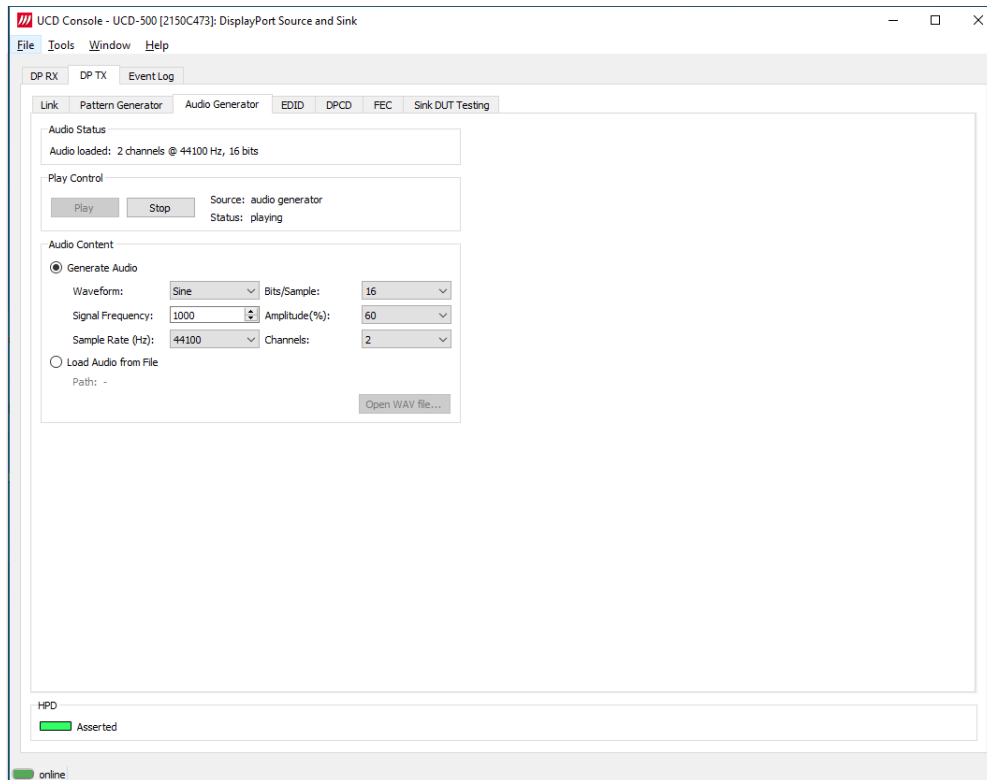 UCD Console - UCD-500 [2150C473]: DisplayPort Source and Sink
File Tools Window Help
DP RX DP TX Event Log
Link Pattern Generator Audio Generator EDID DPCD FEC Sink DUT Testing
Audio Status
Audio loaded: 2 channels @ 44100 Hz, 16 bits
Play Control
Play Stop Source: audio generator
Status: playing
Audio Content
Generate Audio
Waveform: Sine Bits/Sample: 16
Signal Frequency: 1000 Amplitude(%): 60
Sample Rate (Hz): 44100 Channels: 2
Load Audio from File
Path: -
Open WAV file...
HPD
Asserted
online